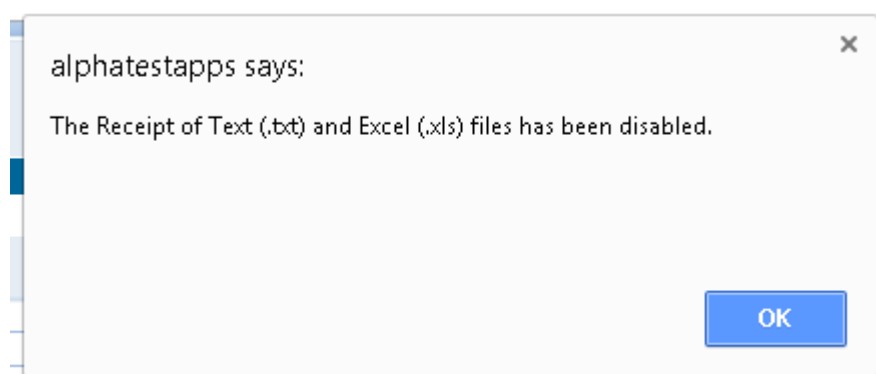 alphatestapps says:
The Receipt of Text (.txt) and Excel (.xls) files has been disabled.
OK